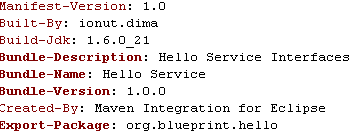 Manifest-Version: 1.0
Built-By: ionut.dima
Build-Jdk: 1.6.0_21
Bundle-Description: Hello Service Interfaces
Bundle-Name: Hello Service
Bundle-Version: 1.0.0
Created-By: Maven Integration for Eclipse
Export-Package: org.blueprint.hello